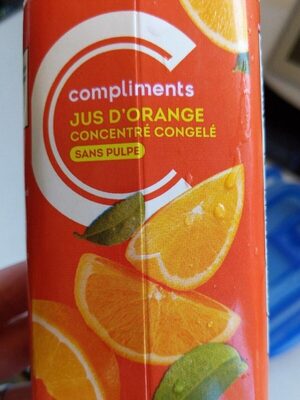 compliments
JUS D'ORANGE
CONCENTRÉ CONGELÉ
SANS PULPE